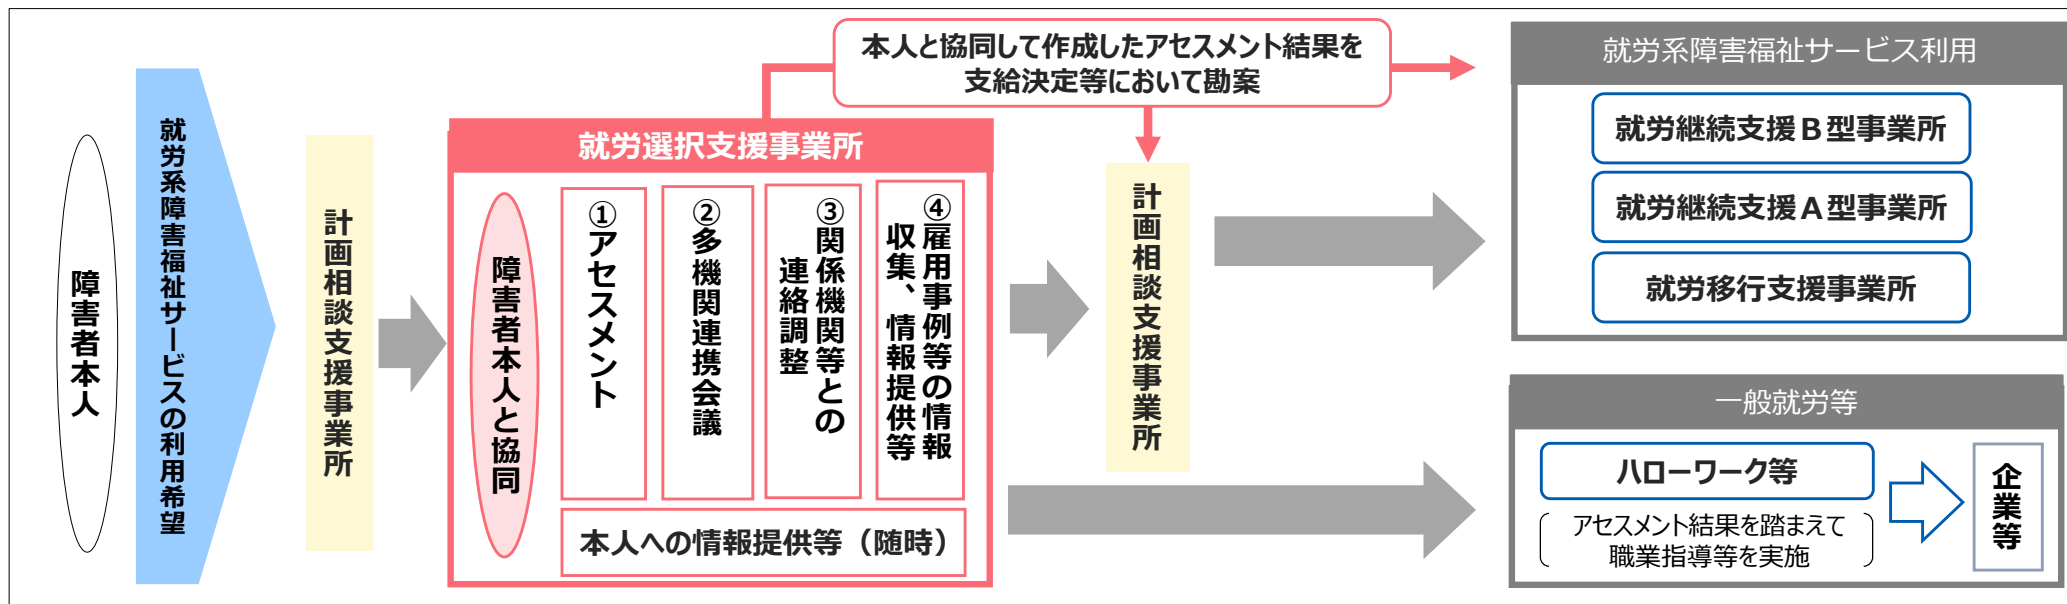 障害者本人
就労系障害福祉サービスの利用希望
計画相談支援事業所
就労選択支援事業所
障害者本人と協同
①アセスメント
②多機関連携会議
③関係機関等との
連絡調整
④雇用事例等の情報
収集、情報提供等
本人への情報提供等（随時）
本人と協同して作成したアセスメント結果を
支給決定等において勘案
計画相談支援事業所
就労系障害福祉サービス利用
就労継続支援Ｂ型事業所
就労継続支援Ａ型事業所
就労移行支援事業所
一般就労等
ハローワーク等
アセスメント結果を踏まえて
職業指導等を実施
企業等